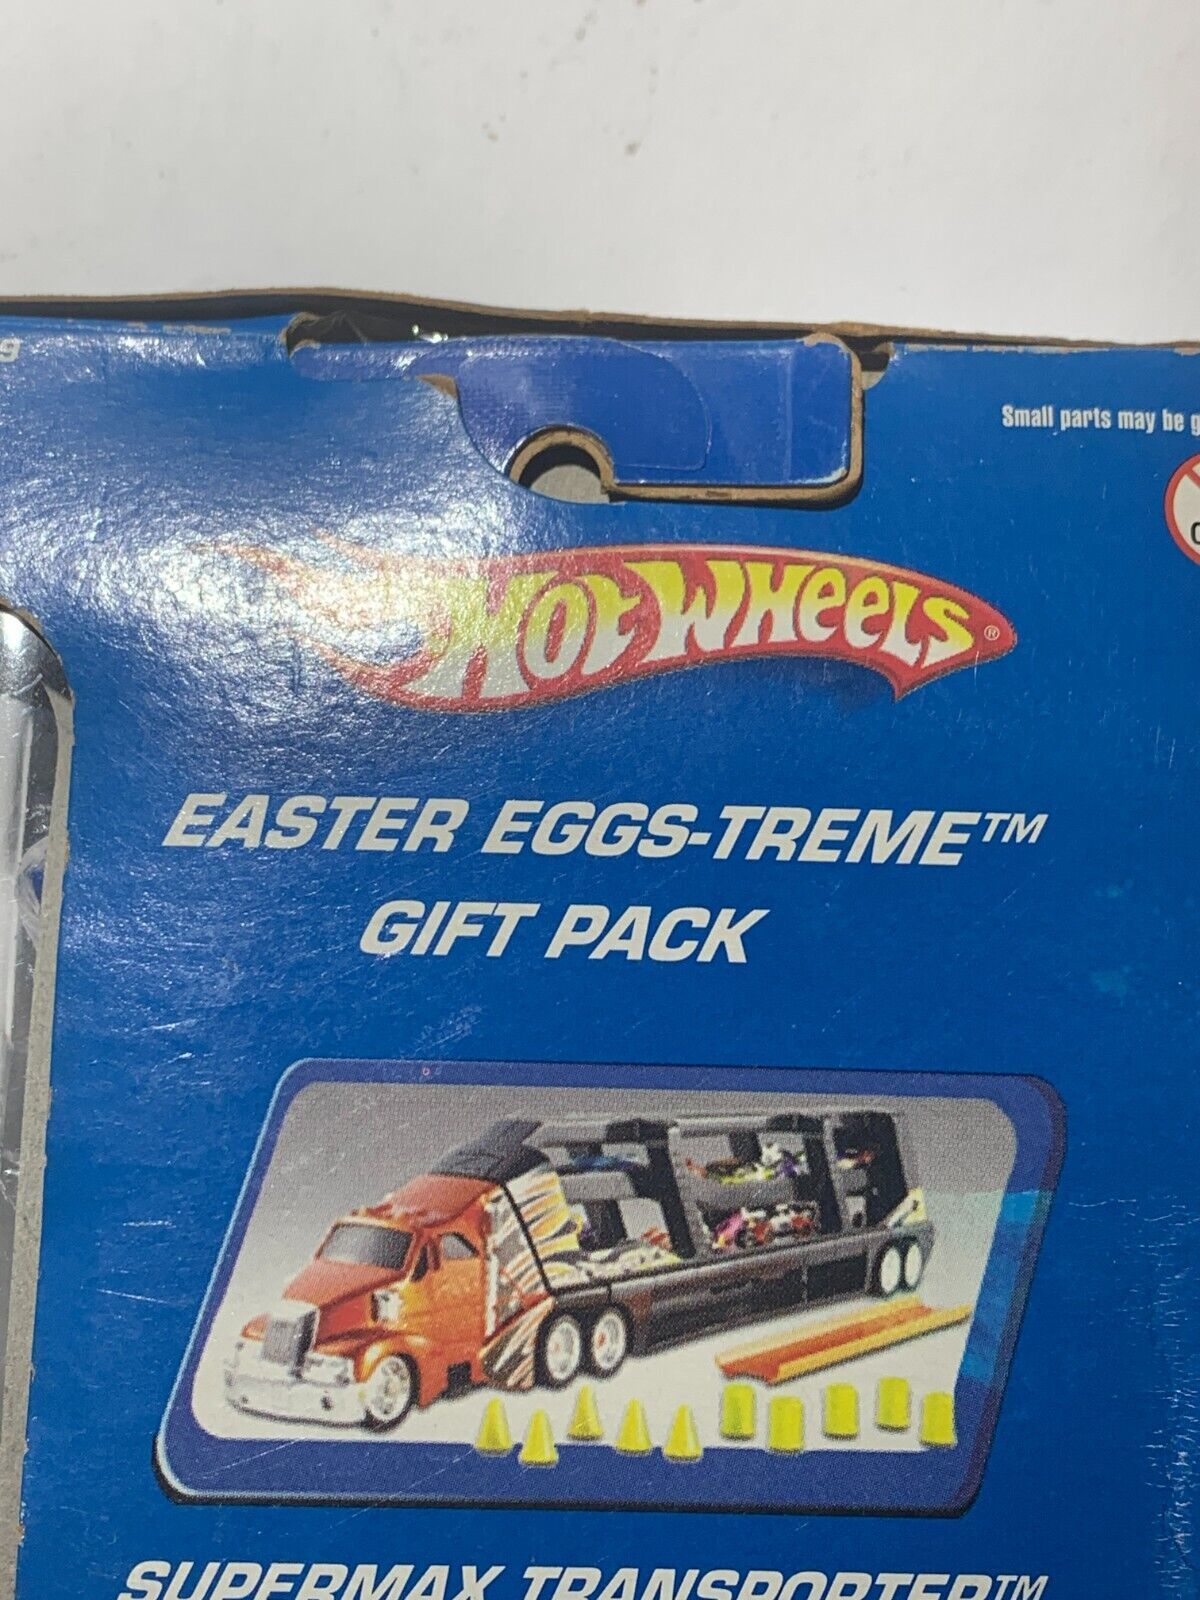 Small parts may be
HOT WHEELS®
EASTER EGGS-TREME™
GIFT PACK
SUPERMAX TRANSPORTER™